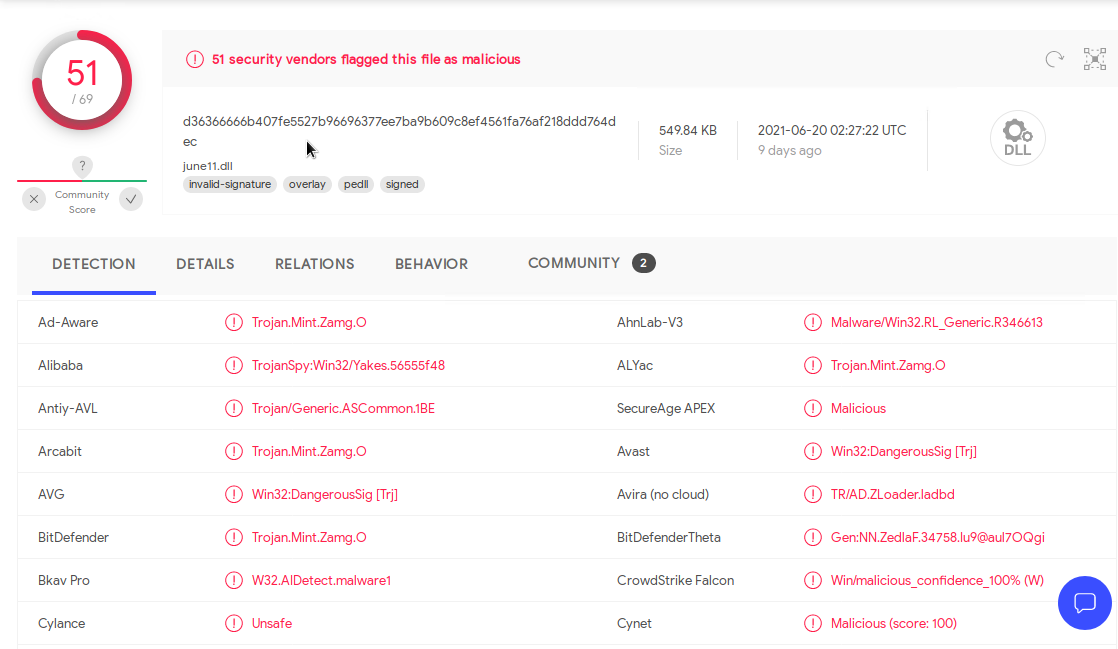 51
/ 69
?
Community
Score
51 security vendors flagged this file as malicious
d36366666b407fe5527b96696377ee7ba9b609c8ef4561fa76af218ddd764d
ec
june11.dll
invalid-signature overlay pedll signed
549.84 KB
Size
2021-06-20 02:27:22 UTC
9 days ago
DLL
DETECTION DETAILS RELATIONS BEHAVIOR COMMUNITY 2
Ad-Aware Trojan.Mint.Zamg.O AhnLab-V3 Malware/Win32.RL_Generic.R346613
Alibaba TrojanSpy:Win32/Yakes.56555f48 ALYac Trojan.Mint.Zamg.O
Antiy-AVL Trojan/Generic.ASCommon.1BE SecureAge APEX Malicious
Arcabit Trojan.Mint.Zamg.O Avast Win32:DangerousSig [Trj]
AVG Win32:DangerousSig [Trj] Avira (no cloud) TR/AD.ZLoader.ladbd
BitDefender Trojan.Mint.Zamg.O BitDefenderTheta Gen:NN.ZedlaF.34758.lu9@aul7OQgi
Bkav Pro W32.AIDetect.malware1 CrowdStrike Falcon Win/malicious_confidence_100% (W)
Cylance Unsafe Cynet Malicious (score: 100)